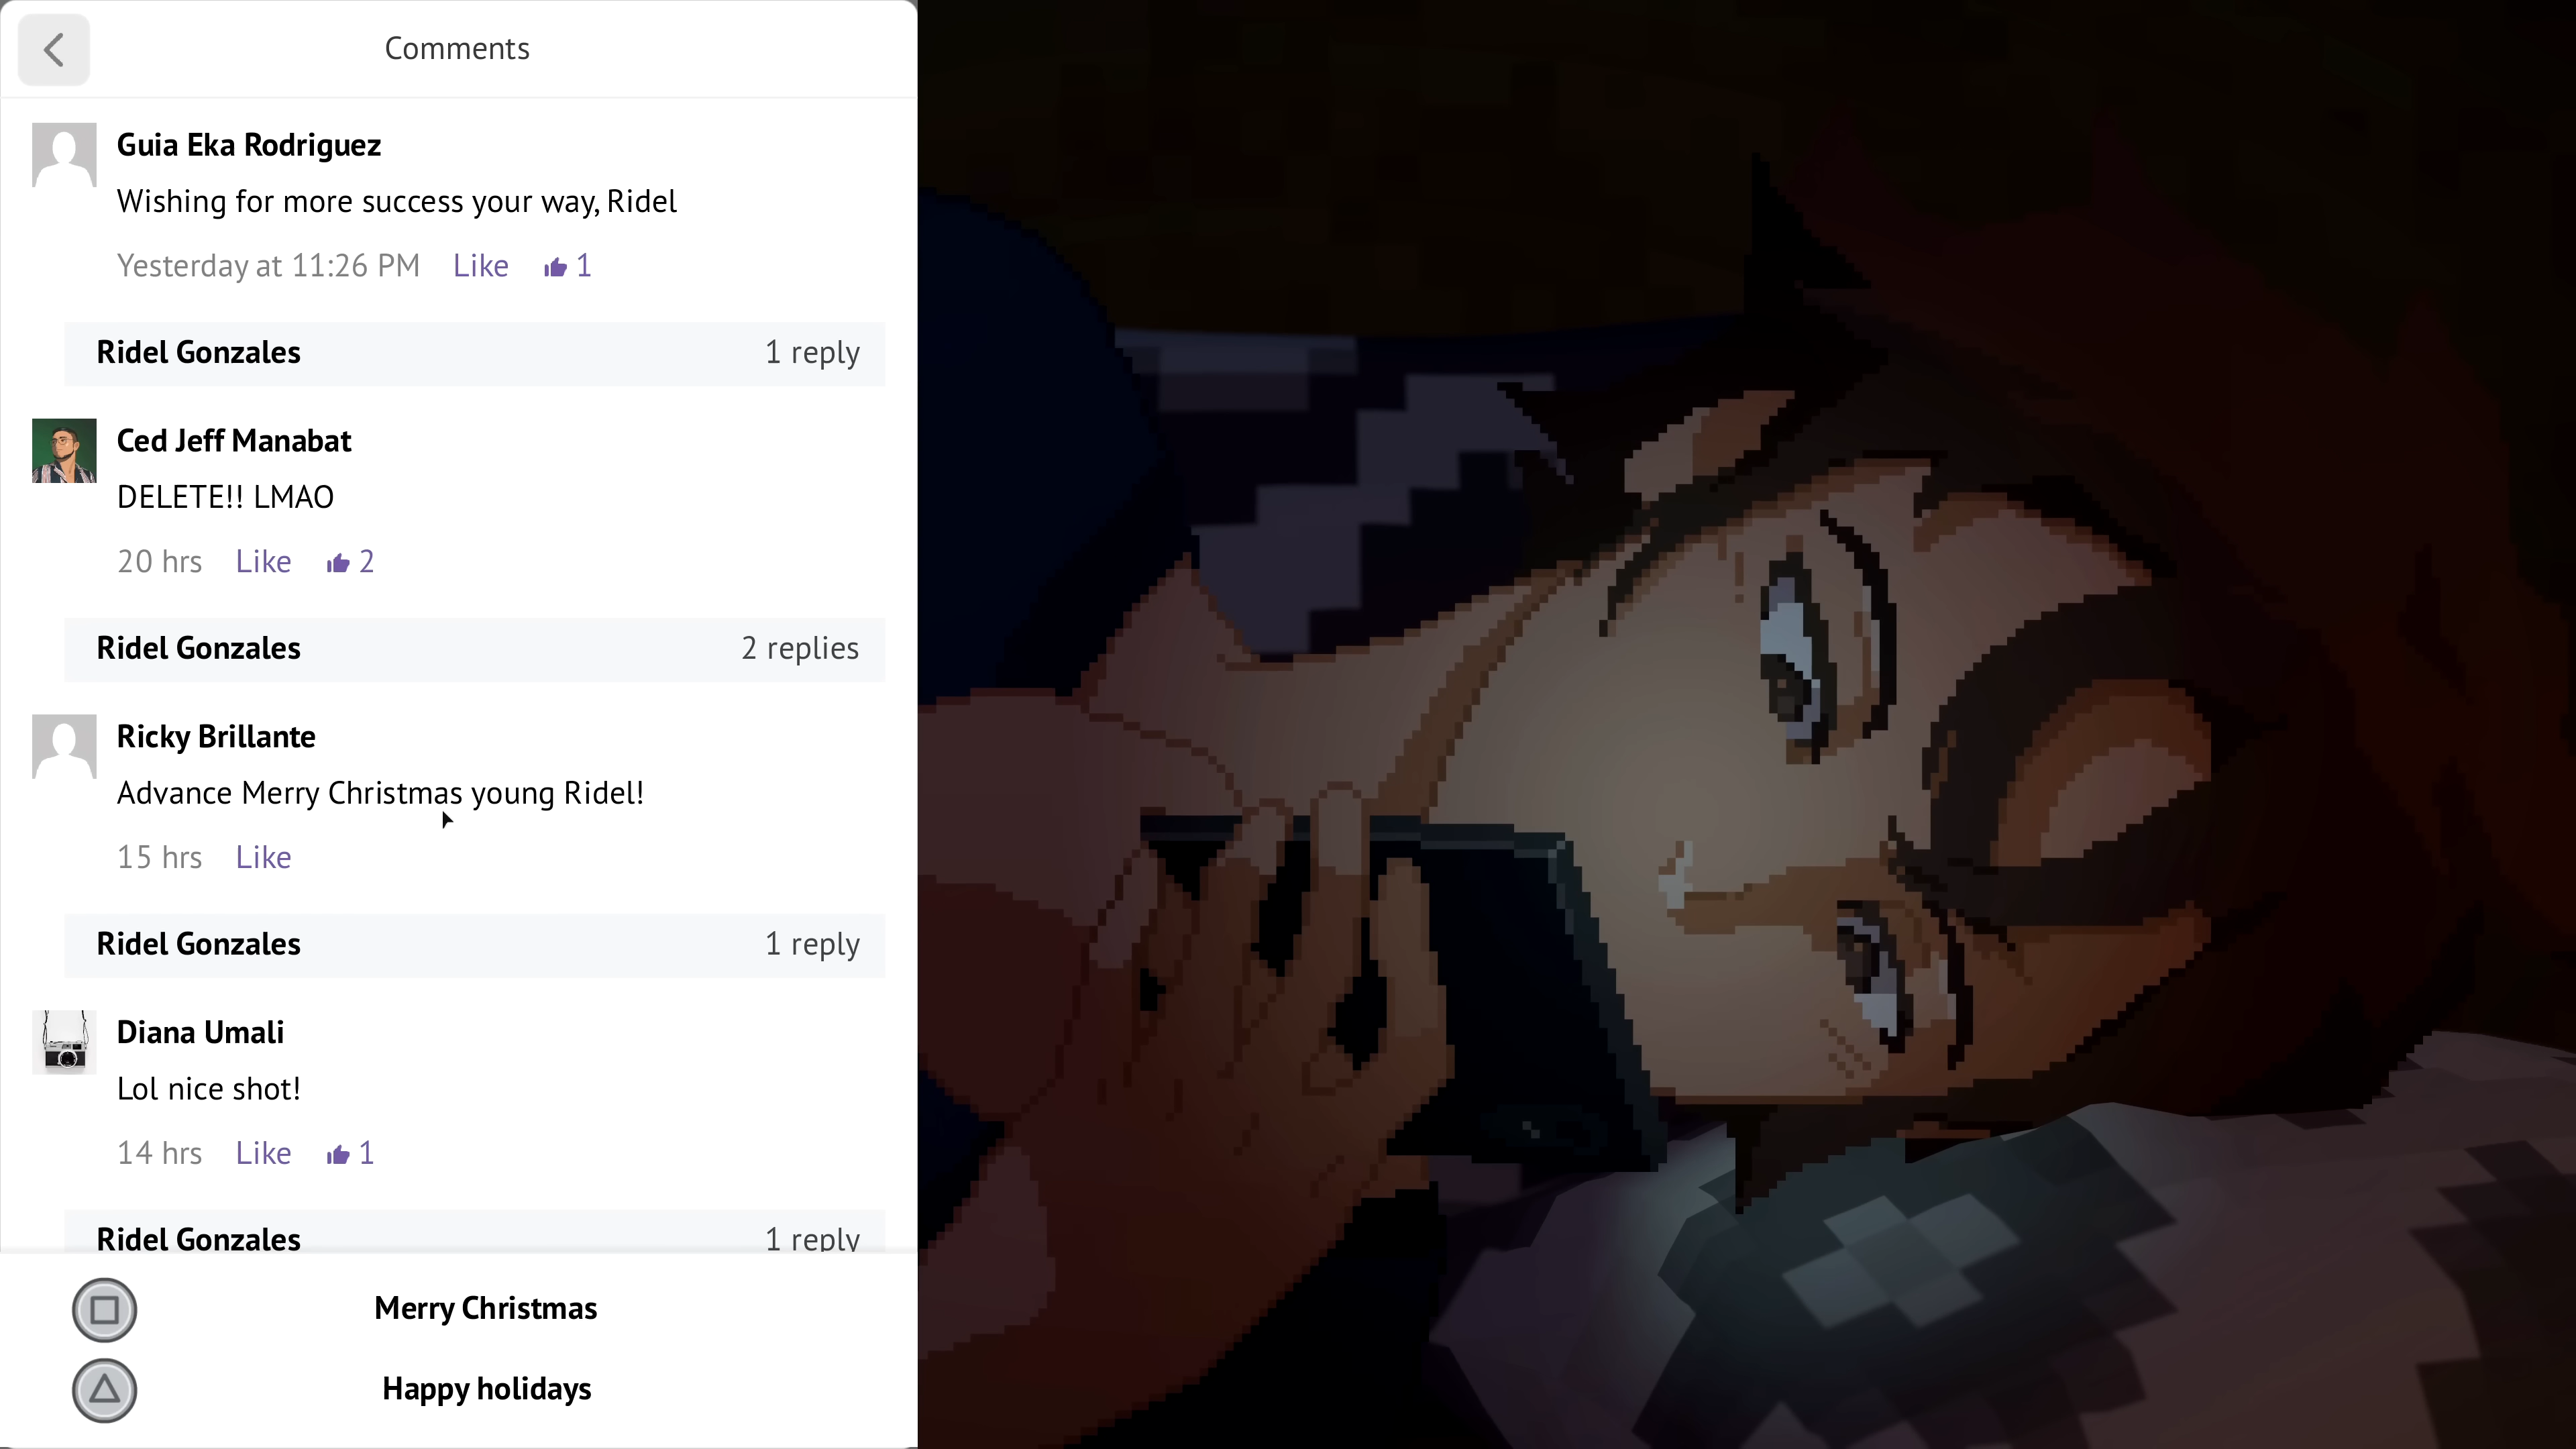 Comments
Guia Eka Rodriguez
Wishing for more success your way, Ridel
Yesterday at 11:26 PM Like 1
Ridel Gonzales 1 reply
Ced Jeff Manabat
DELETE!! LMAO
20 hrs Like 2
Ridel Gonzales 2 replies
Ricky Brillante
Advance Merry Christmas young Ridel!
15 hrs Like
Ridel Gonzales 1 reply
Diana Umali
Lol nice shot!
14 hrs Like 1
Ridel Gonzales 1 reply
Merry Christmas
Happy holidays